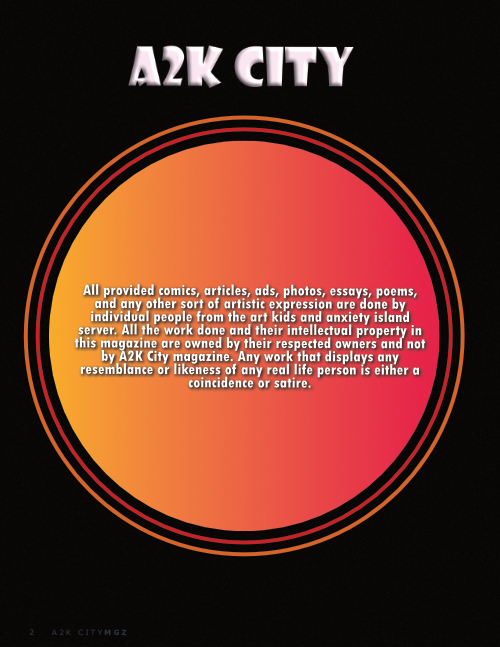 A2K CITY
All provided comics, articles, ads, photos, essays, poems,
and any other sort of artistic expression are done by
individual people from the art kids and anxiety island
server. All the work done and their intellectual property in
this magazine are owned by their respected owners and not
by A2K City magazine. Any work that displays any
resemblance or likeness of any real life person is either a
coincidence or satire.
2 A2K CITYMGZ